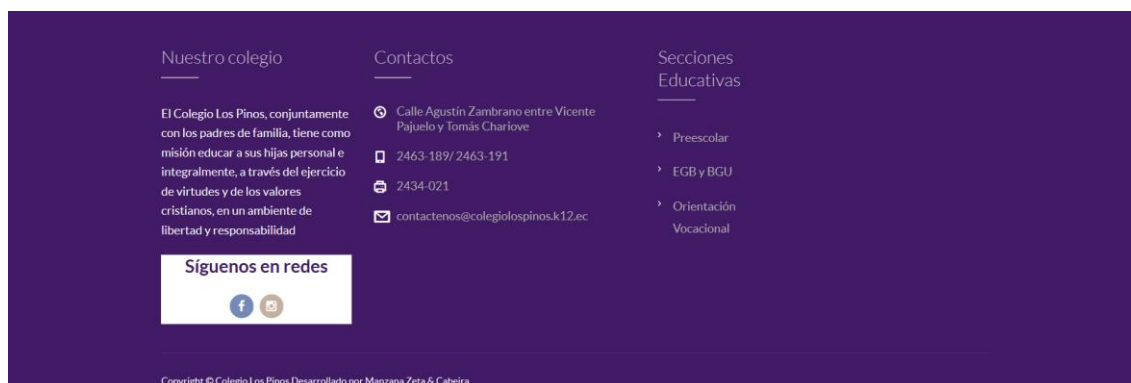 Nuestro colegio
El Colegio Los Pinos, conjuntamente
con los padres de familia, tiene como
misión educar a sus hijas personal e
integralmente, a través del ejercicio
de virtudes y de los valores
cristianos, en un ambiente de
libertad y responsabilidad
Síguenos en redes
Contactos
Calle Agustín Zambrano entre Vicente
Pajuelo y Tomás Chariove
2463-189/ 2463-191
2434-021
contactenos@colegiolospinos.k12.ec
Secciones
Educativas
Preescolar
EGB y BGU
Orientación
Vocacional
Copyright © Colegio Los Pinos Desarrollado por Manzana Zeta & Cabeira